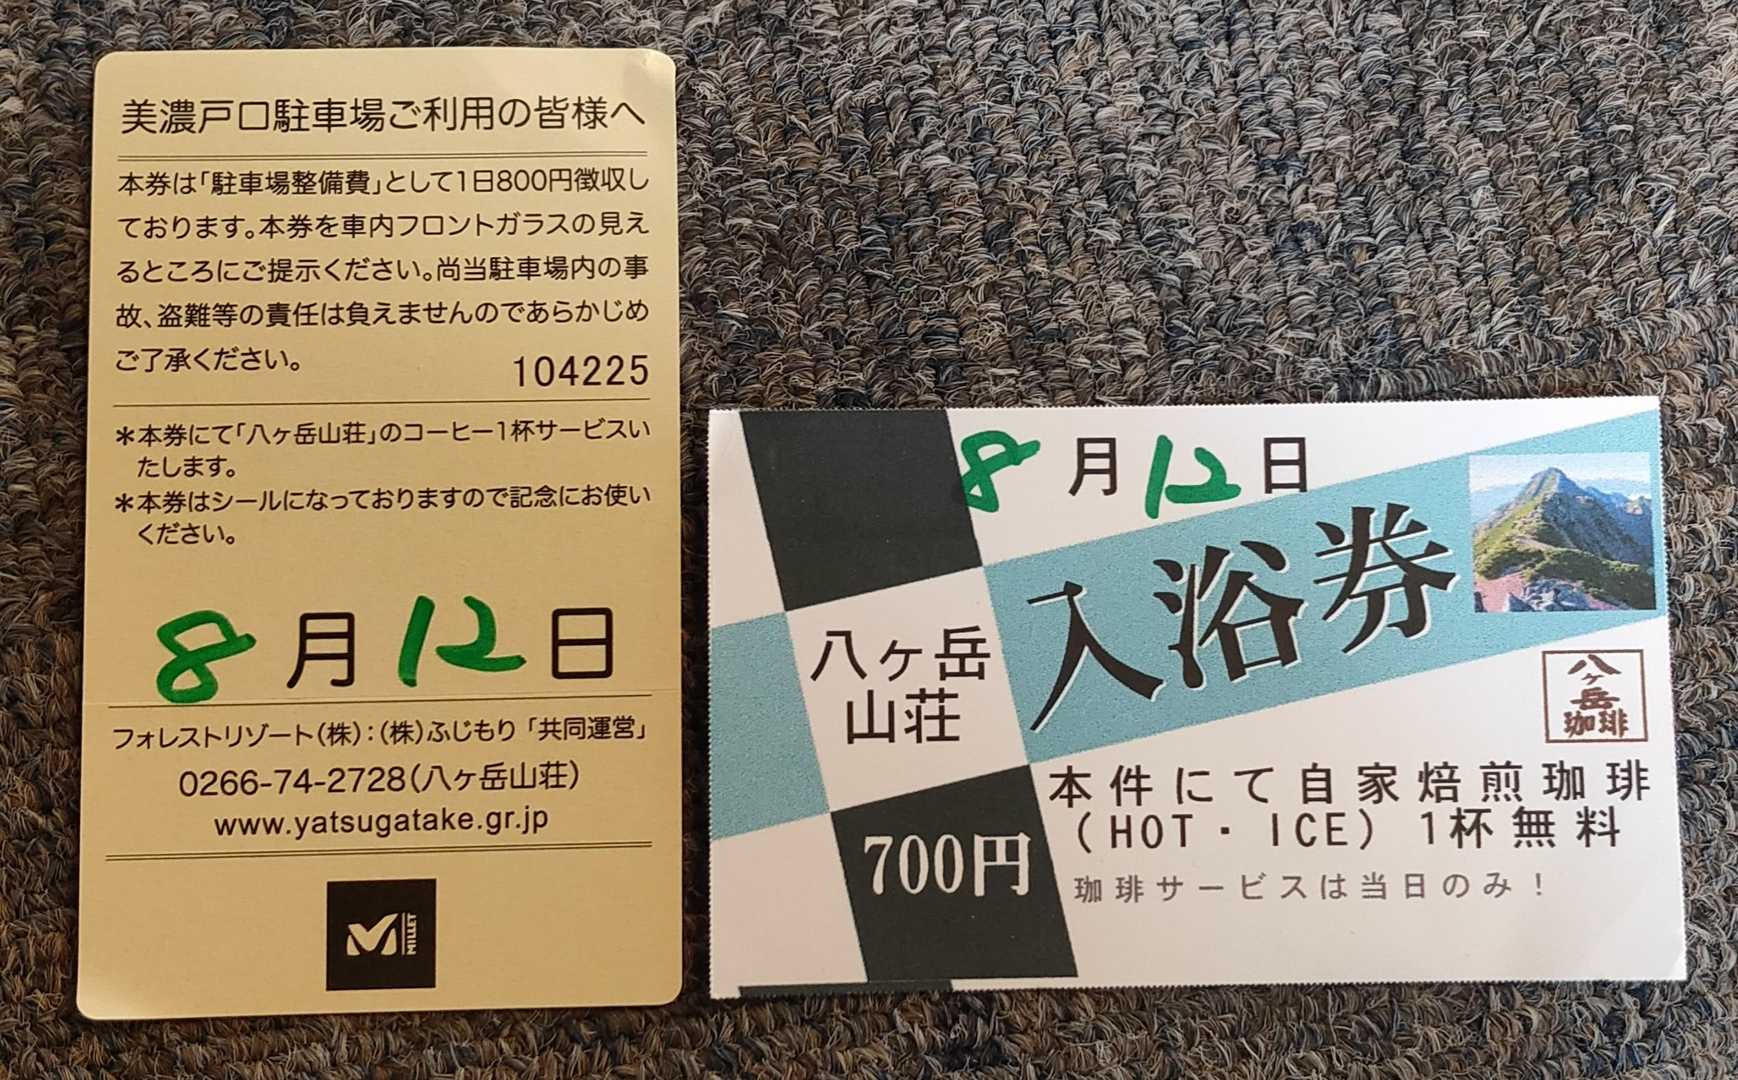 美濃戸口駐車場ご利用の皆様へ
本券は「駐車場整備費」として1日800円徴収し
ております。本券を車内フロントガラスの見え
るところにご提示ください。尚当駐車場内の事
故、盗難等の責任は負えませんのであらかじめ
ご了承ください。
104225
＊本券にて「八ヶ岳山荘」のコーヒー1杯サービスい
たします。
＊本券はシールになっておりますので記念にお使い
ください。
8月12日
フォレストリゾート(株)：(株)ふじもり「共同運営」
0266-74-2728(八ヶ岳山荘)
www.yatsugatake.gr.jp
MILLET
8月12日
入浴券
八ヶ岳
山荘
八ヶ岳
珈琲
700円
本件にて自家焙煎珈琲
(HOT・ICE) 1杯無料
珈琲サービスは当日のみ！